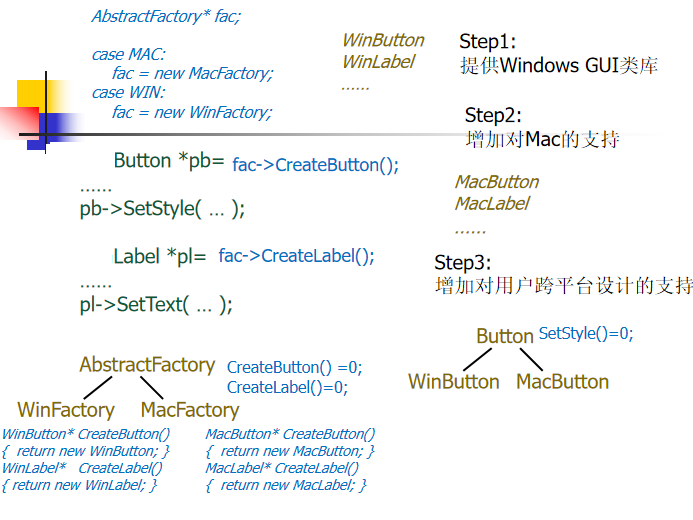 AbstractFactory* fac;
case MAC:
fac = new MacFactory;
case WIN:
fac = new WinFactory;
WinButton
WinLabel
......
Step1:
提供Windows GUI类库
Step2:
增加对Mac的支持
MacButton
MacLabel
......
Step3:
增加对用户跨平台设计的支持
Button *pb= fac->CreateButton();
......
pb->SetStyle( ... );
Label *pl= fac->CreateLabel();
......
pl->SetText( ... );
Button SetStyle()=0;
WinButton MacButton
AbstractFactory CreateButton() =0;
CreateLabel()=0;
WinFactory MacFactory
WinButton* CreateButton()
{ return new WinButton; }
WinLabel* CreateLabel()
{ return new WinLabel; }
MacButton* CreateButton()
{ return new MacButton; }
MacLabel* CreateLabel()
{ return new MacLabel; }